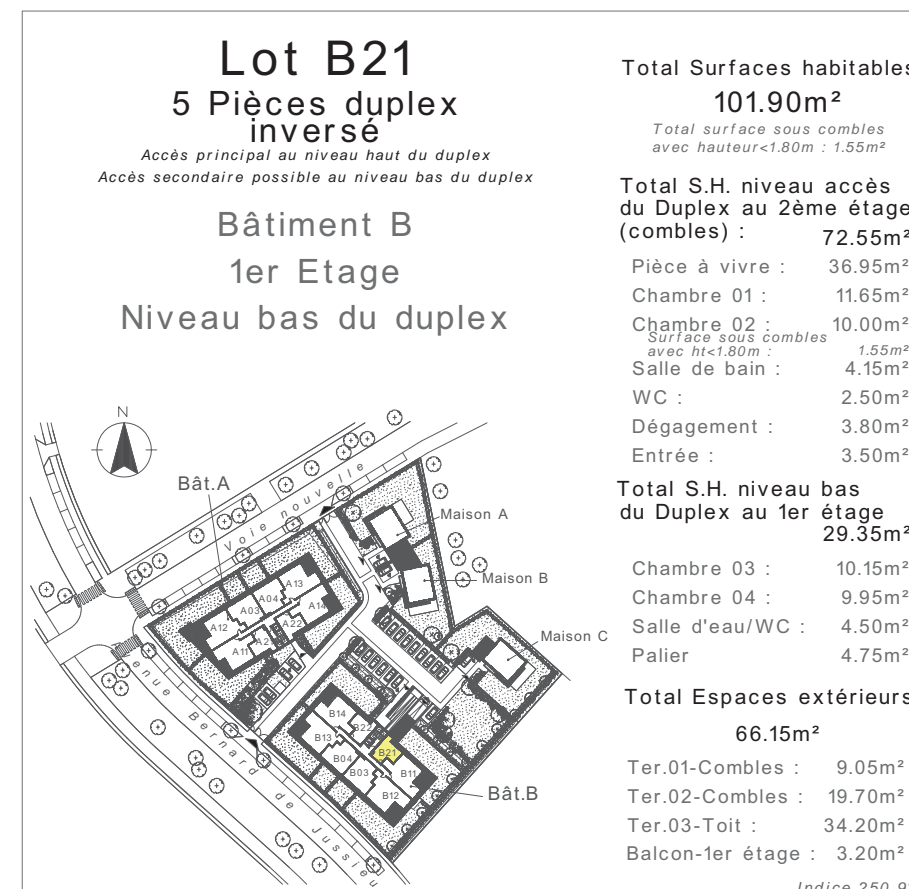 Lot B21
5 Pièces duplex
inversé
Accès principal au niveau haut du duplex
Accès secondaire possible au niveau bas du duplex
Bâtiment B
1er Etage
Niveau bas du duplex
Total Surfaces habitables
101.90m²
Total surface sous combles
avec hauteur<1.80m : 1.55m²
Total S.H. niveau accès
du Duplex au 2ème étage
(combles) : 72.55m²
Pièce à vivre : 36.95m²
Chambre 01 : 11.65m²
Chambre 02 : 10.00m²
Surface sous combles
avec ht<1.80m : 1.55m²
Salle de bain : 4.15m²
WC : 2.50m²
Dégagement : 3.80m²
Entrée : 3.50m²
Total S.H. niveau bas
du Duplex au 1er étage
29.35m²
Chambre 03 : 10.15m²
Chambre 04 : 9.95m²
Salle d'eau/WC : 4.50m²
Palier 4.75m²
Total Espaces extérieurs
66.15m²
Ter.01-Combles : 9.05m²
Ter.02-Combles : 19.70m²
Ter.03-Toit : 34.20m²
Balcon-1er étage : 3.20m²
N
Bât.A
Voie nouvelle
Maison A
Maison B
Maison C
A13
A04
A14
A03
A22
A12
A11
B14
B13
B21
B04
B03
B11
B12
Bât.B
enue Bernard de Jussieu